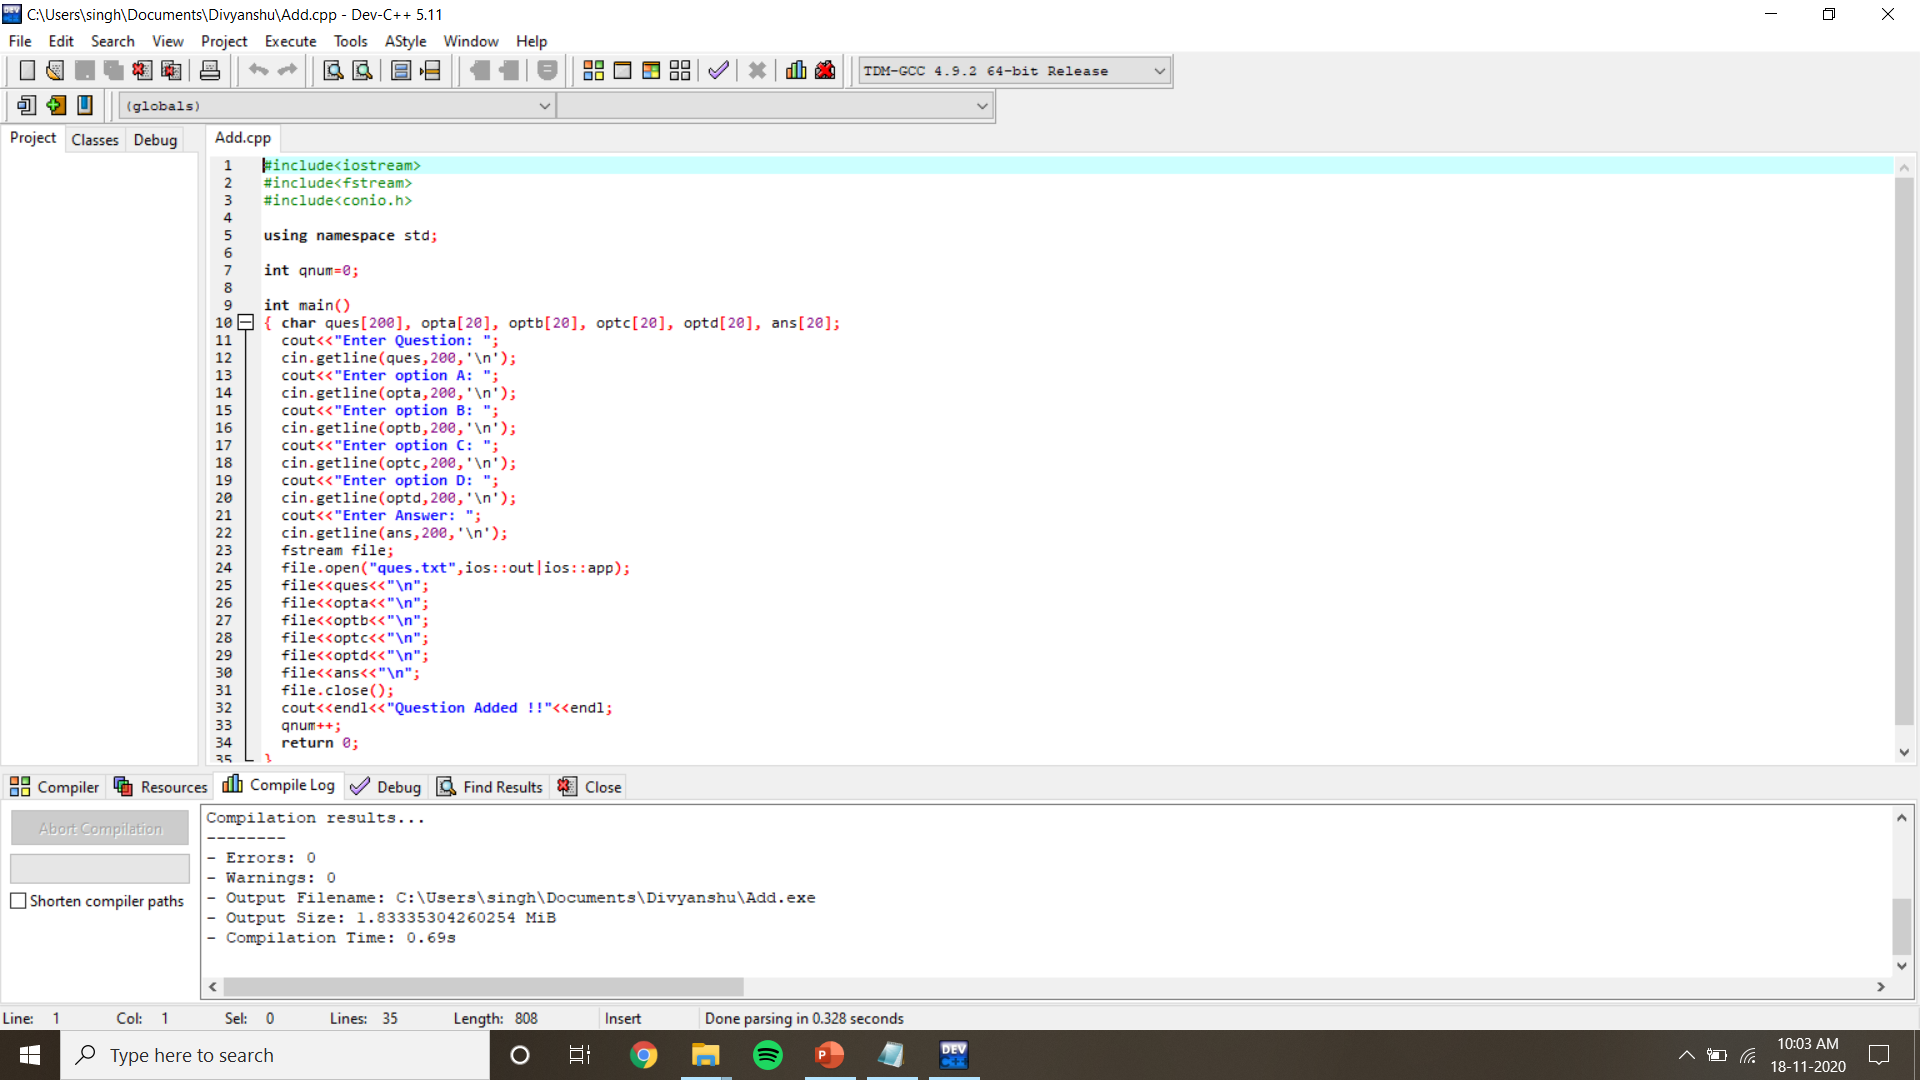 C:\Users\singh\Documents\Divyanshu\Add.cpp - Dev-C++ 5.11
File Edit Search View Project Execute Tools AStyle Window Help
TDM-GCC 4.9.2 64-bit Release
(globals)
Project Classes Debug Add.cpp
1 #include<iostream>
2 #include<fstream>
3 #include<conio.h>
4
5 using namespace std;
6
7 int qnum=0;
8
9 int main()
10 { char ques[200], opta[20], optb[20], optc[20], optd[20], ans[20];
11 cout<<"Enter Question: ";
12 cin.getline(ques,200,'\n');
13 cout<<"Enter option A: ";
14 cin.getline(opta,200,'\n');
15 cout<<"Enter option B: ";
16 cin.getline(optb,200,'\n');
17 cout<<"Enter option C: ";
18 cin.getline(optc,200,'\n');
19 cout<<"Enter option D: ";
20 cin.getline(optd,200,'\n');
21 cout<<"Enter Answer: ";
22 cin.getline(ans,200,'\n');
23 fstream file;
24 file.open("ques.txt",ios::out|ios::app);
25 file<<ques<<"\n";
26 file<<opta<<"\n";
27 file<<optb<<"\n";
28 file<<optc<<"\n";
29 file<<optd<<"\n";
30 file<<ans<<"\n";
31 file.close();
32 cout<<endl<<"Question Added !!"<<endl;
33 qnum++;
34 return 0;
35 }
Compiler Resources Compile Log Debug Find Results Close
Abort Compilation
Shorten compiler paths
Compilation results...
--------
- Errors: 0
- Warnings: 0
- Output Filename: C:\Users\singh\Documents\Divyanshu\Add.exe
- Output Size: 1.83335304260254 MiB
- Compilation Time: 0.69s
Line: 1 Col: 1 Sel: 0 Lines: 35 Length: 808 Insert Done parsing in 0.328 seconds
Type here to search
DEV C++
10:03 AM
18-11-2020